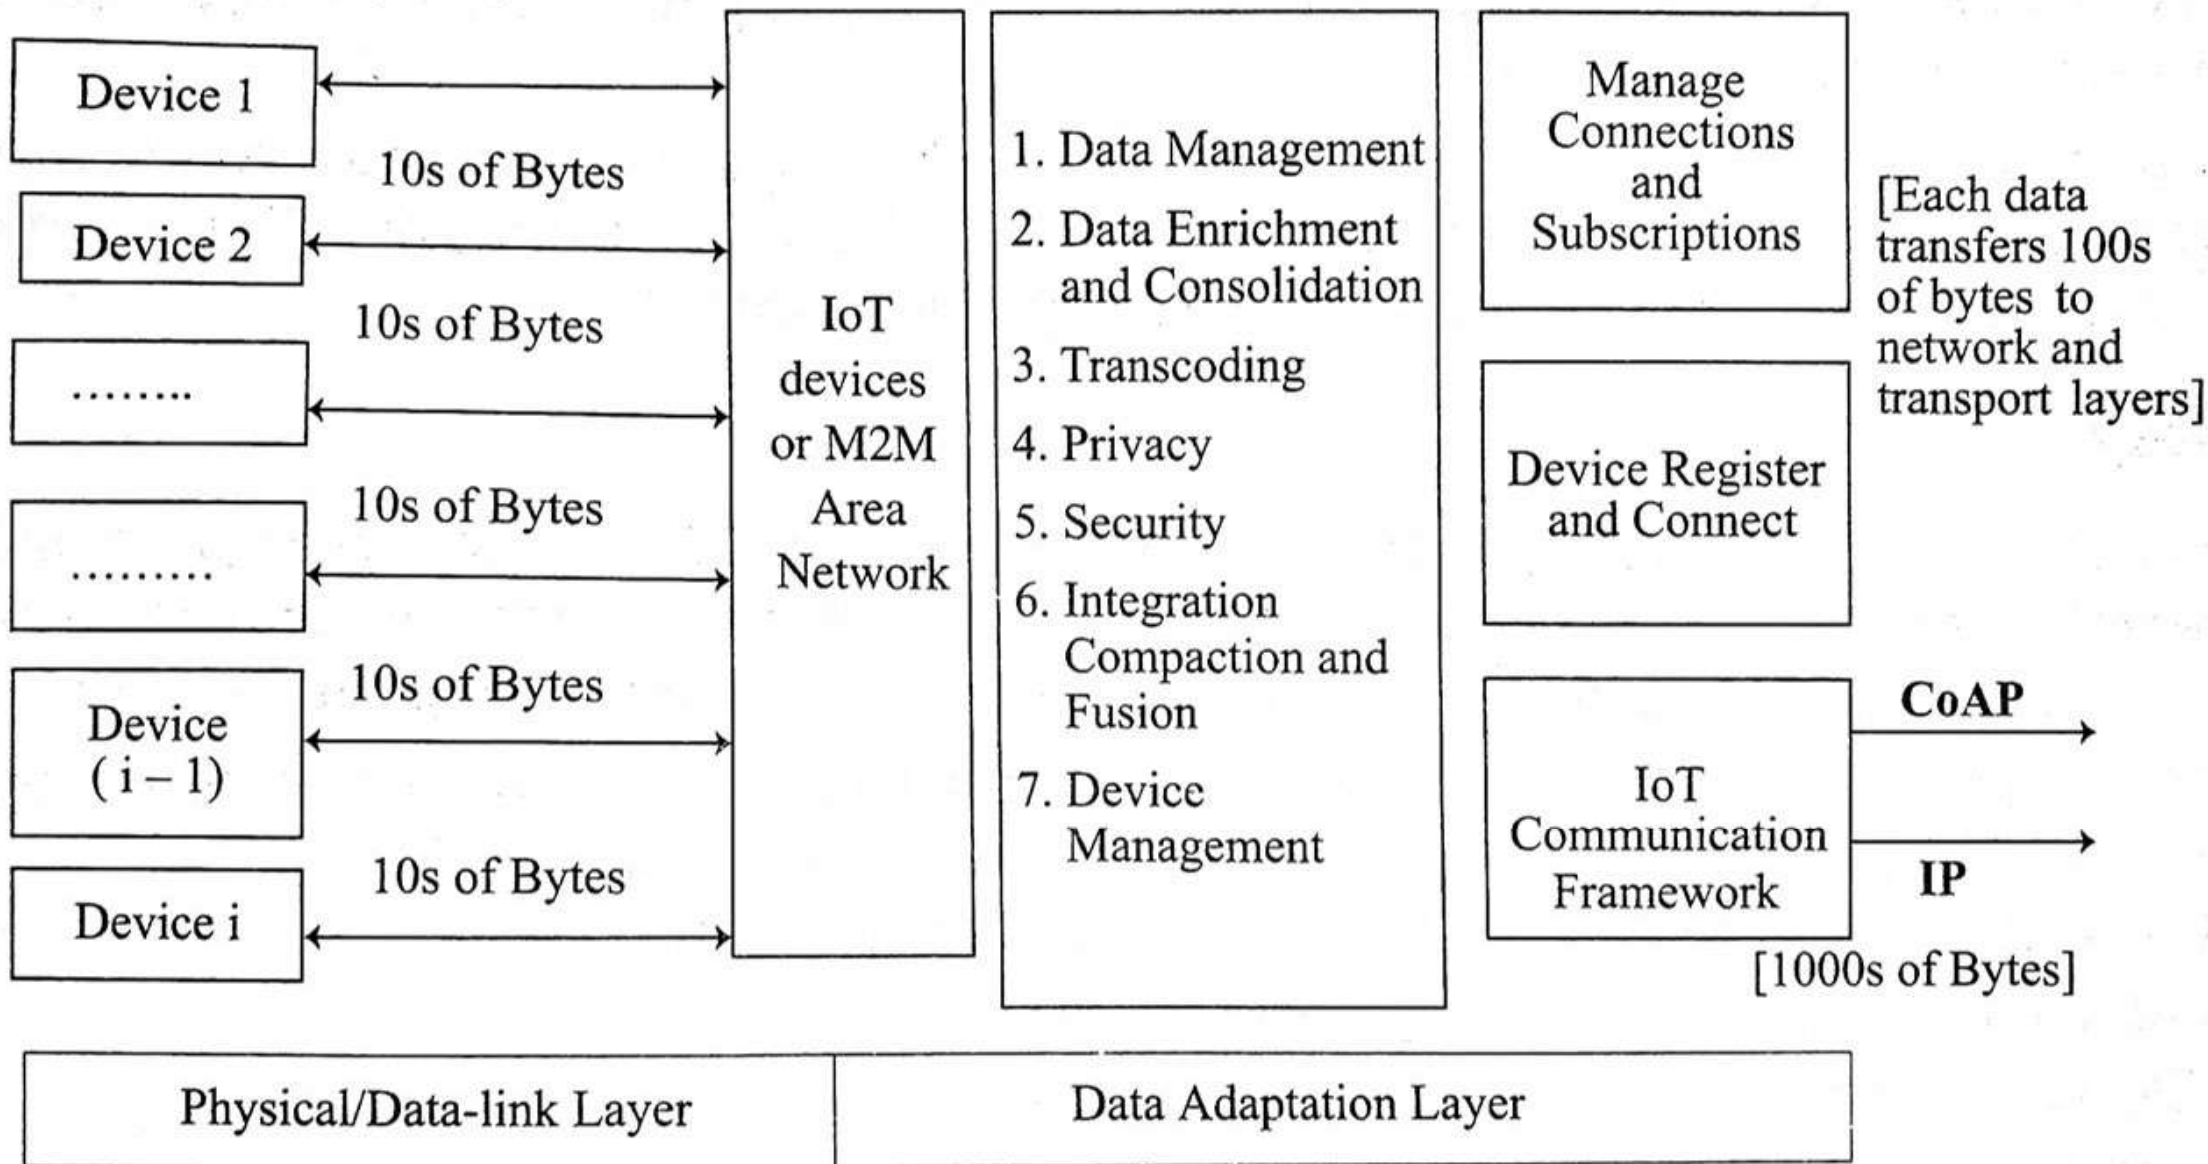 Device 1
10s of Bytes
Device 2
10s of Bytes
........
10s of Bytes
.........
10s of Bytes
Device
( i – 1)
10s of Bytes
Device i
IoT
devices
or M2M
Area
Network
1. Data Management
2. Data Enrichment
and Consolidation
3. Transcoding
4. Privacy
5. Security
6. Integration
Compaction and
Fusion
7. Device
Management
Manage
Connections
and
Subscriptions
[Each data
transfers 100s
of bytes to
network and
transport layers]
Device Register
and Connect
IoT
Communication
Framework
CoAP
IP
[1000s of Bytes]
Physical/Data-link Layer
Data Adaptation Layer